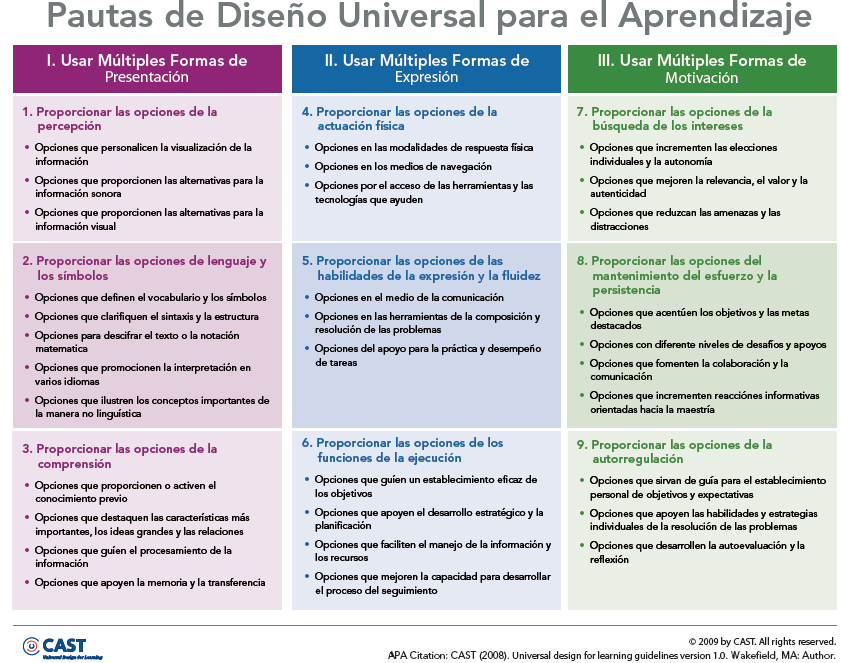 Pautas de Diseño Universal para el Aprendizaje
I. Usar Múltiples Formas de
Presentación
1. Proporcionar las opciones de la
percepción
• Opciones que personalicen la visualización de la
información
• Opciones que proporcionen las alternativas para la
información sonora
• Opciones que proporcionen las alternativas para la
información visual
2. Proporcionar las opciones de lenguaje y
los símbolos
• Opciones que definen el vocabulario y los símbolos
• Opciones que clarifiquen el sintaxis y la estructura
• Opciones para descifrar el texto o la notación
matematica
• Opciones que promocionen la interpretación en
varios idiomas
• Opciones que ilustren los conceptos importantes de
la manera no linguística
3. Proporcionar las opciones de la
comprensión
• Opciones que proporcionen o activen el
conocimiento previo
• Opciones que destaquen las características más
importantes, los ideas grandes y las relaciones
• Opciones que guíen el procesamiento de la
información
• Opciones que apoyen la memoria y la transferencia
II. Usar Múltiples Formas de
Expresión
4. Proporcionar las opciones de la
actuación física
• Opciones en las modalidades de respuesta física
• Opciones en los medios de navegación
• Opciones por el acceso de las herramientas y las
tecnologías que ayuden
5. Proporcionar las opciones de las
habilidades de la expresión y la fluidez
• Opciones en el medio de la comunicación
• Opciones en las herramientas de la composición y
resolución de las problemas
• Opciones del apoyo para la práctica y desempeño
de tareas
6. Proporcionar las opciones de los
funciones de la ejecución
• Opciones que guíen un establecimiento eficaz de
los objetivos
• Opciones que apoyen el desarrollo estratégico y la
planificación
• Opciones que faciliten el manejo de la información y
los recursos
• Opciones que mejoren la capacidad para desarrollar
el proceso del seguimiento
III. Usar Múltiples Formas de
Motivación
7. Proporcionar las opciones de la
búsqueda de los intereses
• Opciones que incrementen las elecciones
individuales y la autonomía
• Opciones que mejoren la relevancia, el valor y la
autenticidad
• Opciones que reduzcan las amenazas y las
distracciones
8. Proporcionar las opciones del
mantenimiento del esfuerzo y la
persistencia
• Opciones que acentúen los objetivos y las metas
destacados
• Opciones con diferente niveles de desafíos y apoyos
• Opciones que fomenten la colaboración y la
comunicación
• Opciones que incrementen reacciónes informativas
orientadas hacia la maestría
9. Proporcionar las opciones de la
autorregulación
• Opciones que sirvan de guía para el establecimiento
personal de objetivos y expectativas
• Opciones que apoyen las habilidades y estrategias
individuales de la resolución de las problemas
• Opciones que desarrollen la autoevaluación y la
reflexión
CAST
Universal Design for Learning
© 2009 by CAST. All rights reserved.
APA Citation: CAST (2008). Universal design for learning guidelines version 1.0. Wakefield, MA: Author.